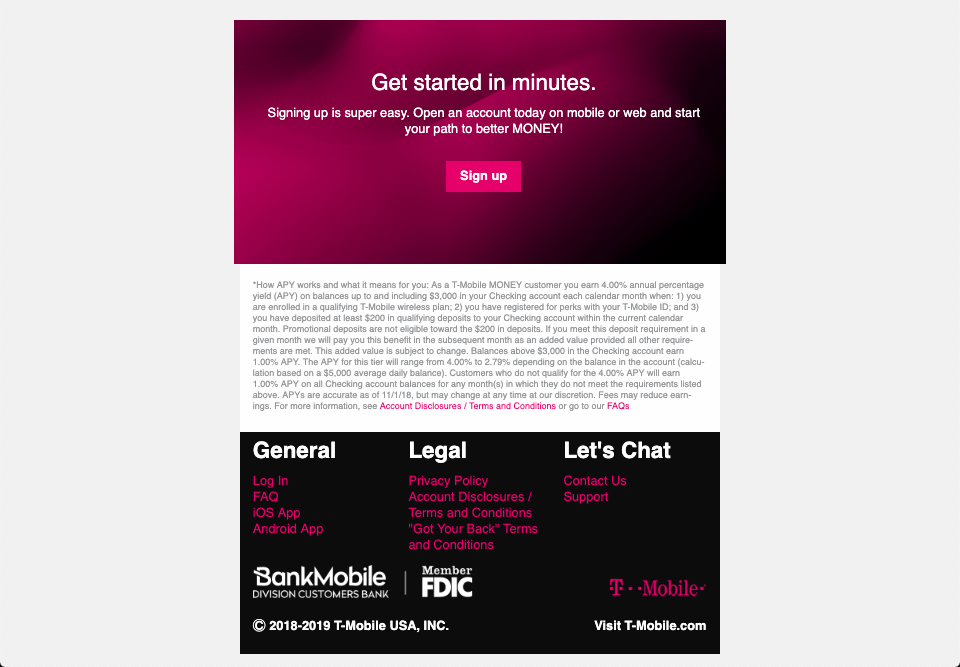 Get started in minutes.
Signing up is super easy. Open an account today on mobile or web and start
your path to better MONEY!
Sign up
*How APY works and what it means for you: As a T-Mobile MONEY customer you earn 4.00% annual percentage
yield (APY) on balances up to and including $3,000 in your Checking account each calendar month when: 1) you
are enrolled in a qualifying T-Mobile wireless plan; 2) you have registered for perks with your T-Mobile ID; and 3)
you have deposited at least $200 in qualifying deposits to your Checking account within the current calendar
month. Promotional deposits are not eligible toward the $200 in deposits. If you meet this deposit requirement in a
given month we will pay you this benefit in the subsequent month as an added value provided all other require-
ments are met. This added value is subject to change. Balances above $3,000 in the Checking account earn
1.00% APY. The APY for this tier will range from 4.00% to 2.79% depending on the balance in the account (calcu-
lation based on a $5,000 average daily balance). Customers who do not qualify for the 4.00% APY will earn
1.00% APY on all Checking account balances for any month(s) in which they do not meet the requirements listed
above. APYs are accurate as of 11/1/18, but may change at any time at our discretion. Fees may reduce earn-
ings. For more information, see Account Disclosures / Terms and Conditions or go to our FAQs
General
Log In
FAQ
iOS App
Android App
Legal
Privacy Policy
Account Disclosures /
Terms and Conditions
"Got Your Back" Terms
and Conditions
Let's Chat
Contact Us
Support
BankMobile
DIVISION CUSTOMERS BANK
Member
FDIC
T-Mobile
© 2018-2019 T-Mobile USA, INC.
Visit T-Mobile.com